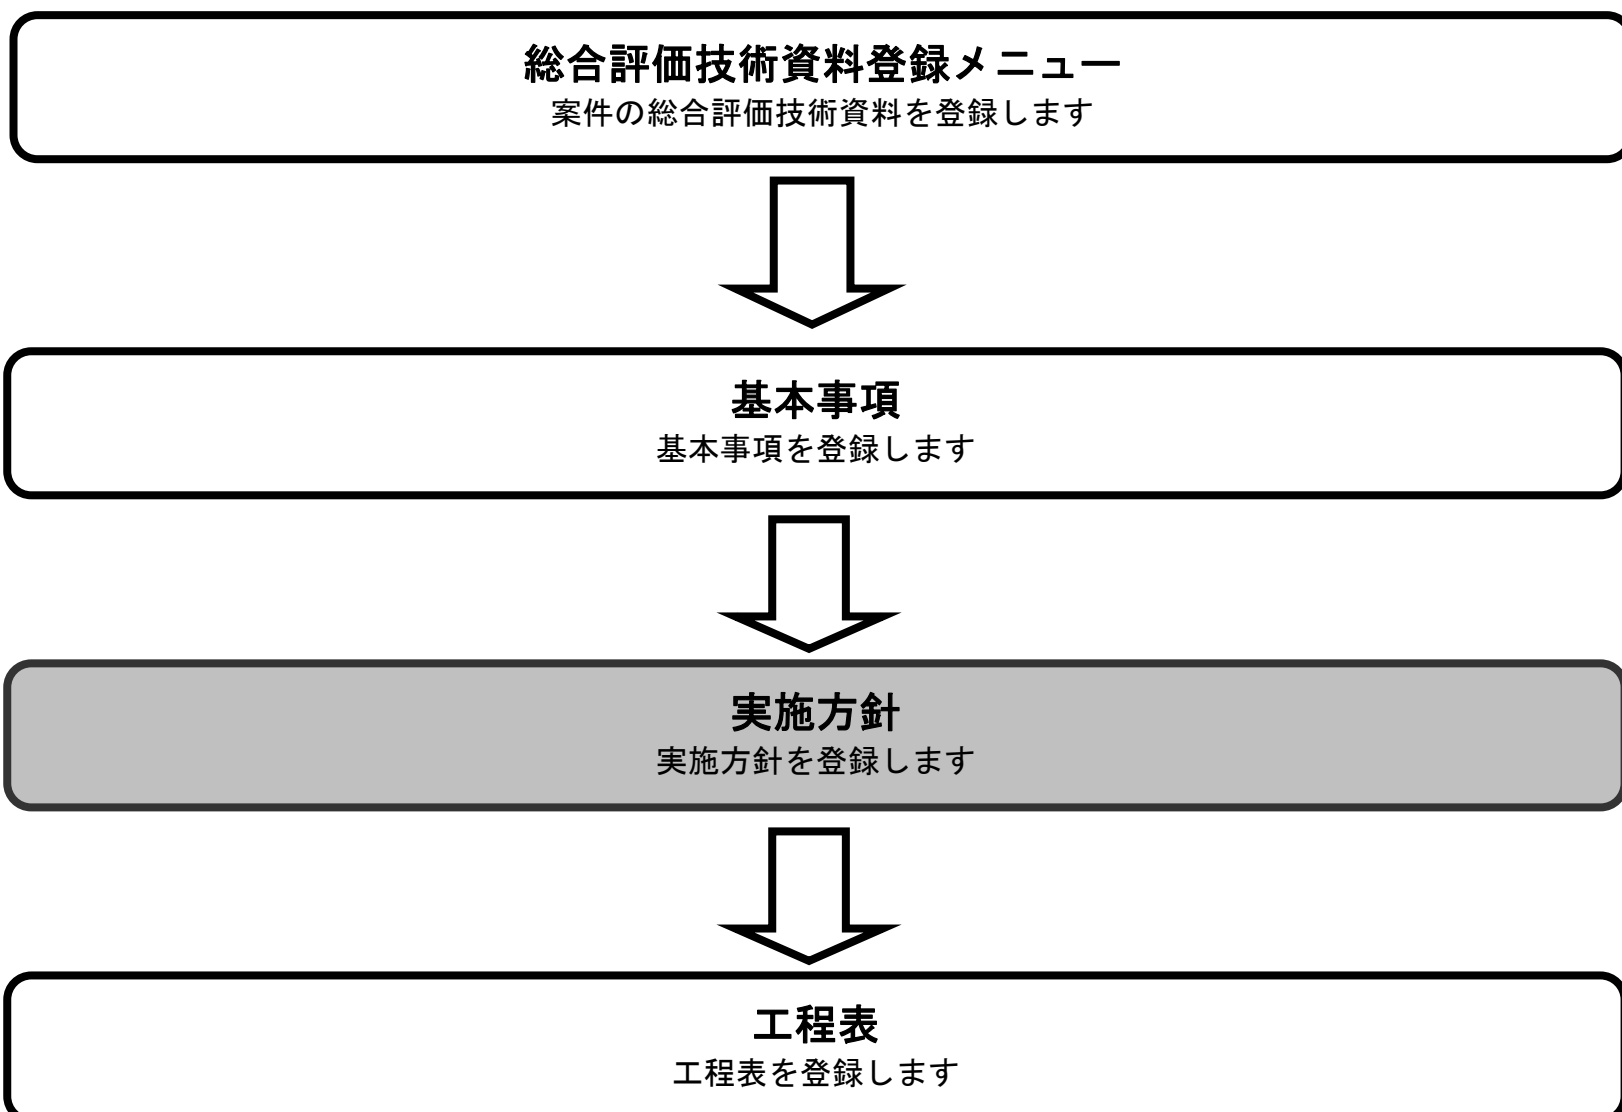 総合評価技術資料登録メニュー
案件の総合評価技術資料を登録します
基本事項
基本事項を登録します
実施方針
実施方針を登録します
工程表
工程表を登録します